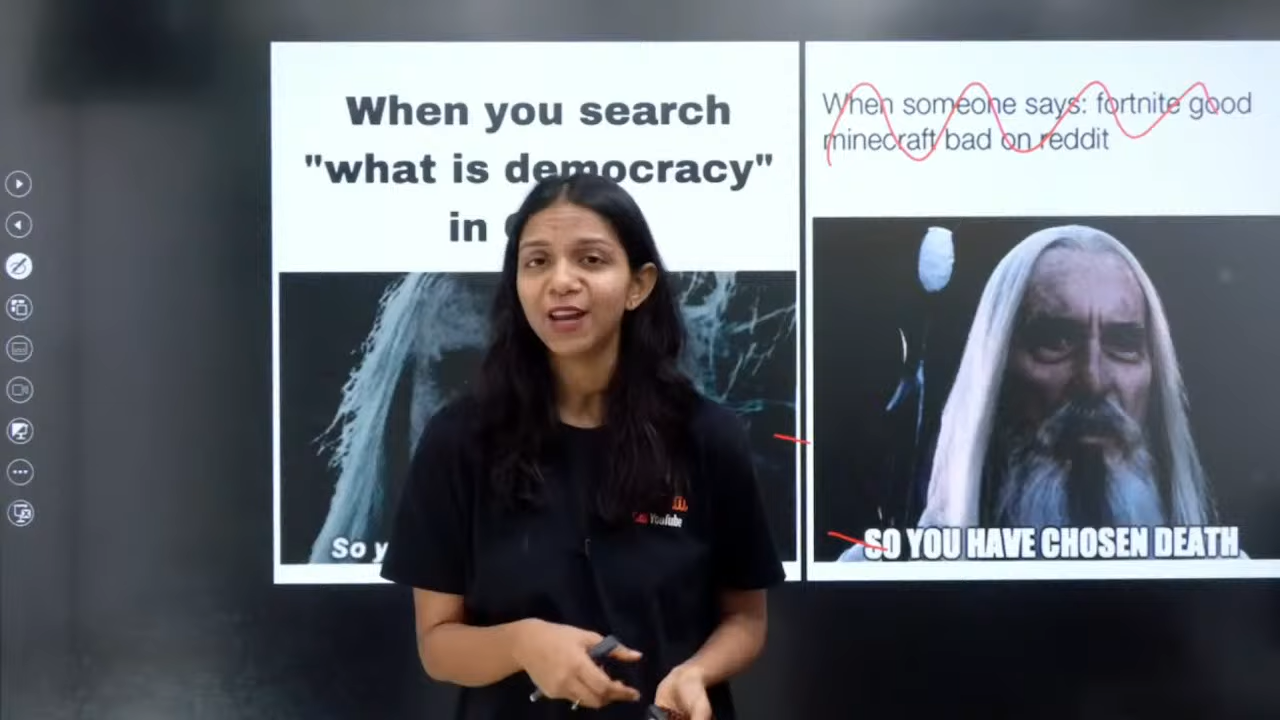 When you search
"what is democracy"
in
So
YouTube
When someone says: fortnite good
minecraft bad on reddit
SO YOU HAVE CHOSEN DEATH